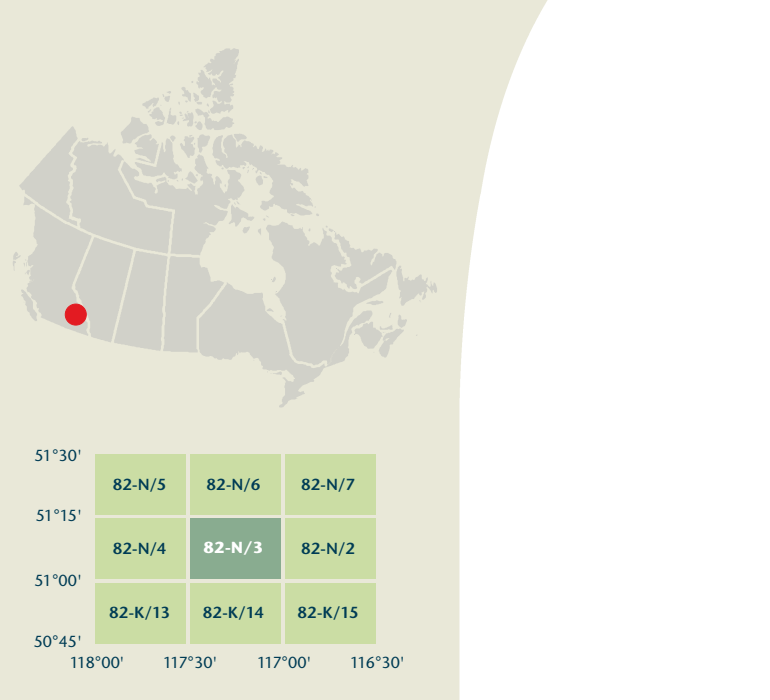 51°30'
82-N/5 82-N/6 82-N/7
51°15'
82-N/4 82-N/3 82-N/2
51°00'
82-K/13 82-K/14 82-K/15
50°45'
118°00' 117°30' 117°00' 116°30'